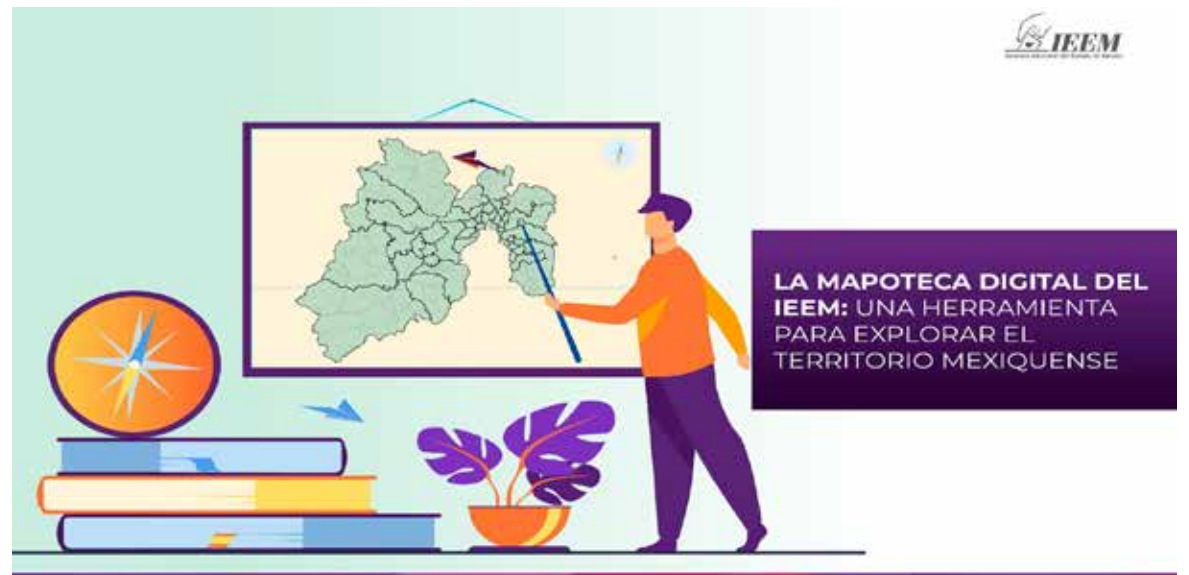 IEEM
LA MAPOTECA DIGITAL DEL
IEEM: UNA HERRAMIENTA
PARA EXPLORAR EL
TERRITORIO MEXIQUENSE